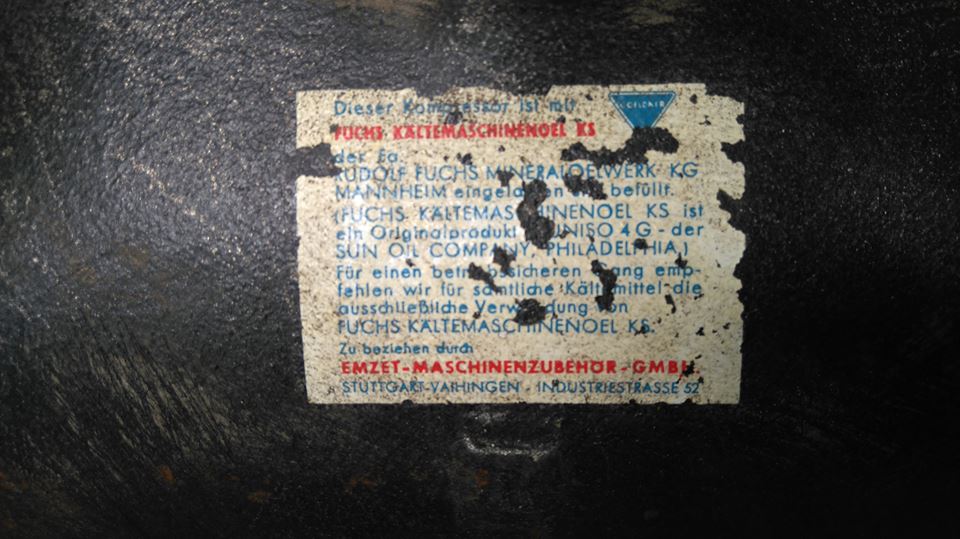 Dieser Kompressor ist mit
FUCHS KÄLTEMASCHINENOEL KS
der Fa.
RUDOLF FUCHS MINERALOELWERK KG
MANNHEIM eingelaufen und befüllt.
(FUCHS KÄLTEMASCHINENOEL KS ist
ein Originalprodukt SUNISO 4 G - der
SUN OIL COMPANY, PHILADELPHIA.)
Für einen betriebssicheren Gang emp-
fehlen wir für sämtliche Kältemittel die
ausschließliche Verwendung von
FUCHS KÄLTEMASCHINENOEL KS.
Zu beziehen durch
EMZET-MASCHINENZUBEHÖR-GMBH.
STUTTGART-VAIHINGEN - INDUSTRIESTRASSE 52